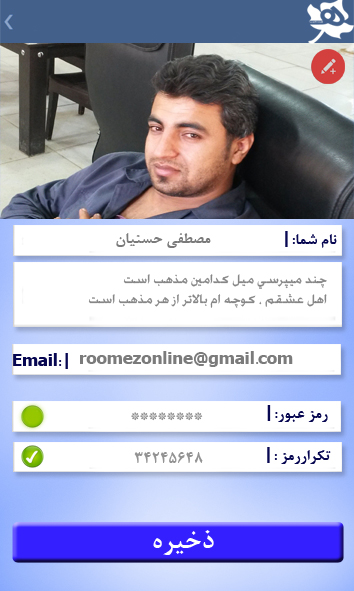 نام شما:
مصطفی حسنیان
چند میپرسي میل کدامین مذهب است
اهل عشقم ، کوچه ام بالاتر از هر مذهب است
Email: roomezonline@gmail.com
رمز عبور: ********
تکراررمز : ۳۴۲۴۵۶۴۸
ذخیره